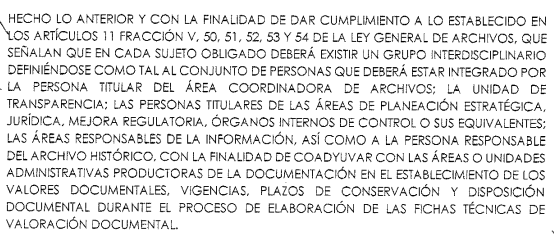 HECHO LO ANTERIOR Y CON LA FINALIDAD DE DAR CUMPLIMIENTO A LO ESTABLECIDO EN
LOS ARTÍCULOS 11 FRACCIÓN V, 50, 51, 52, 53 Y 54 DE LA LEY GENERAL DE ARCHIVOS, QUE
SEÑALAN QUE EN CADA SUJETO OBLIGADO DEBERÁ EXISTIR UN GRUPO INTERDISCIPLINARIO
DEFINIÉNDOSE COMO TAL AL CONJUNTO DE PERSONAS QUE DEBERÁ ESTAR INTEGRADO POR
LA PERSONA TITULAR DEL ÁREA COORDINADORA DE ARCHIVOS; LA UNIDAD DE
TRANSPARENCIA; LAS PERSONAS TITULARES DE LAS ÁREAS DE PLANEACIÓN ESTRATÉGICA,
JURÍDICA, MEJORA REGULATORIA, ÓRGANOS INTERNOS DE CONTROL O SUS EQUIVALENTES;
LAS ÁREAS RESPONSABLES DE LA INFORMACIÓN, ASÍ COMO A LA PERSONA RESPONSABLE
DEL ARCHIVO HISTÓRICO, CON LA FINALIDAD DE COADYUVAR CON LAS ÁREAS O UNIDADES
ADMINISTRATIVAS PRODUCTORAS DE LA DOCUMENTACIÓN EN EL ESTABLECIMIENTO DE LOS
VALORES DOCUMENTALES, VIGENCIAS, PLAZOS DE CONSERVACIÓN Y DISPOSICIÓN
DOCUMENTAL DURANTE EL PROCESO DE ELABORACIÓN DE LAS FICHAS TÉCNICAS DE
VALORACIÓN DOCUMENTAL.